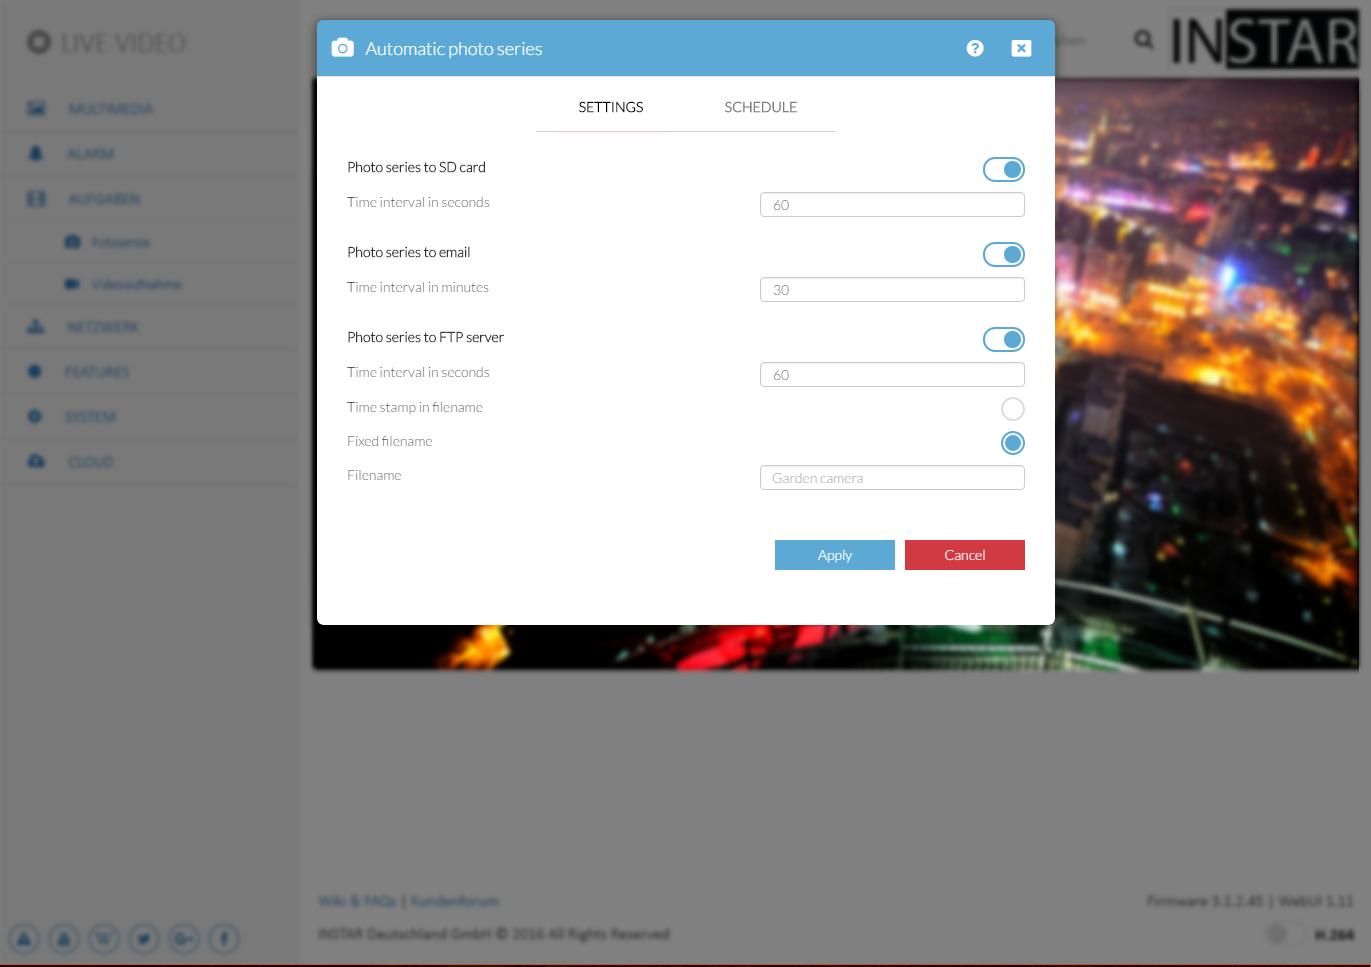 LIVE VIDEO
INSTAR
MULTIMEDIA
ALARM
AUFGABEN
Fotoserie
Videoaufnahme
NETZWERK
FEATURES
SYSTEM
CLOUD
Automatic photo series
SETTINGS SCHEDULE
Photo series to SD card
Time interval in seconds 60
Photo series to email
Time interval in minutes 30
Photo series to FTP server
Time interval in seconds 60
Time stamp in filename
Fixed filename
Filename Garden camera
Apply Cancel
Wiki & FAQs | Kundenforum
Firmware 3.1.2.45 | WebUI 1.11
INSTAR Deutschland GmbH © 2016 All Rights Reserved
H.264